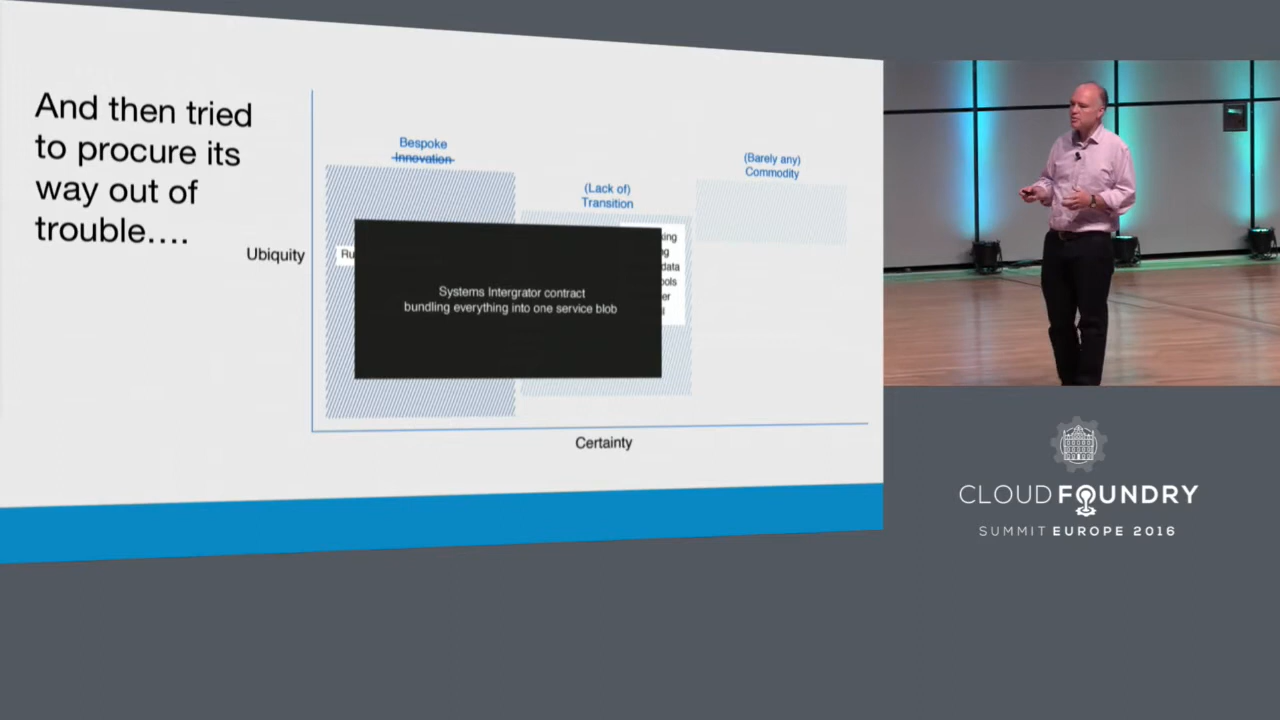 And then tried
to procure its
way out of
trouble....
Bespoke
Innovation
(Lack of)
Transition
(Barely any)
Commodity
Ubiquity
Systems Intergrator contract
bundling everything into one service blob
Certainty
CLOUD FOUNDRY
SUMMIT EUROPE 2016